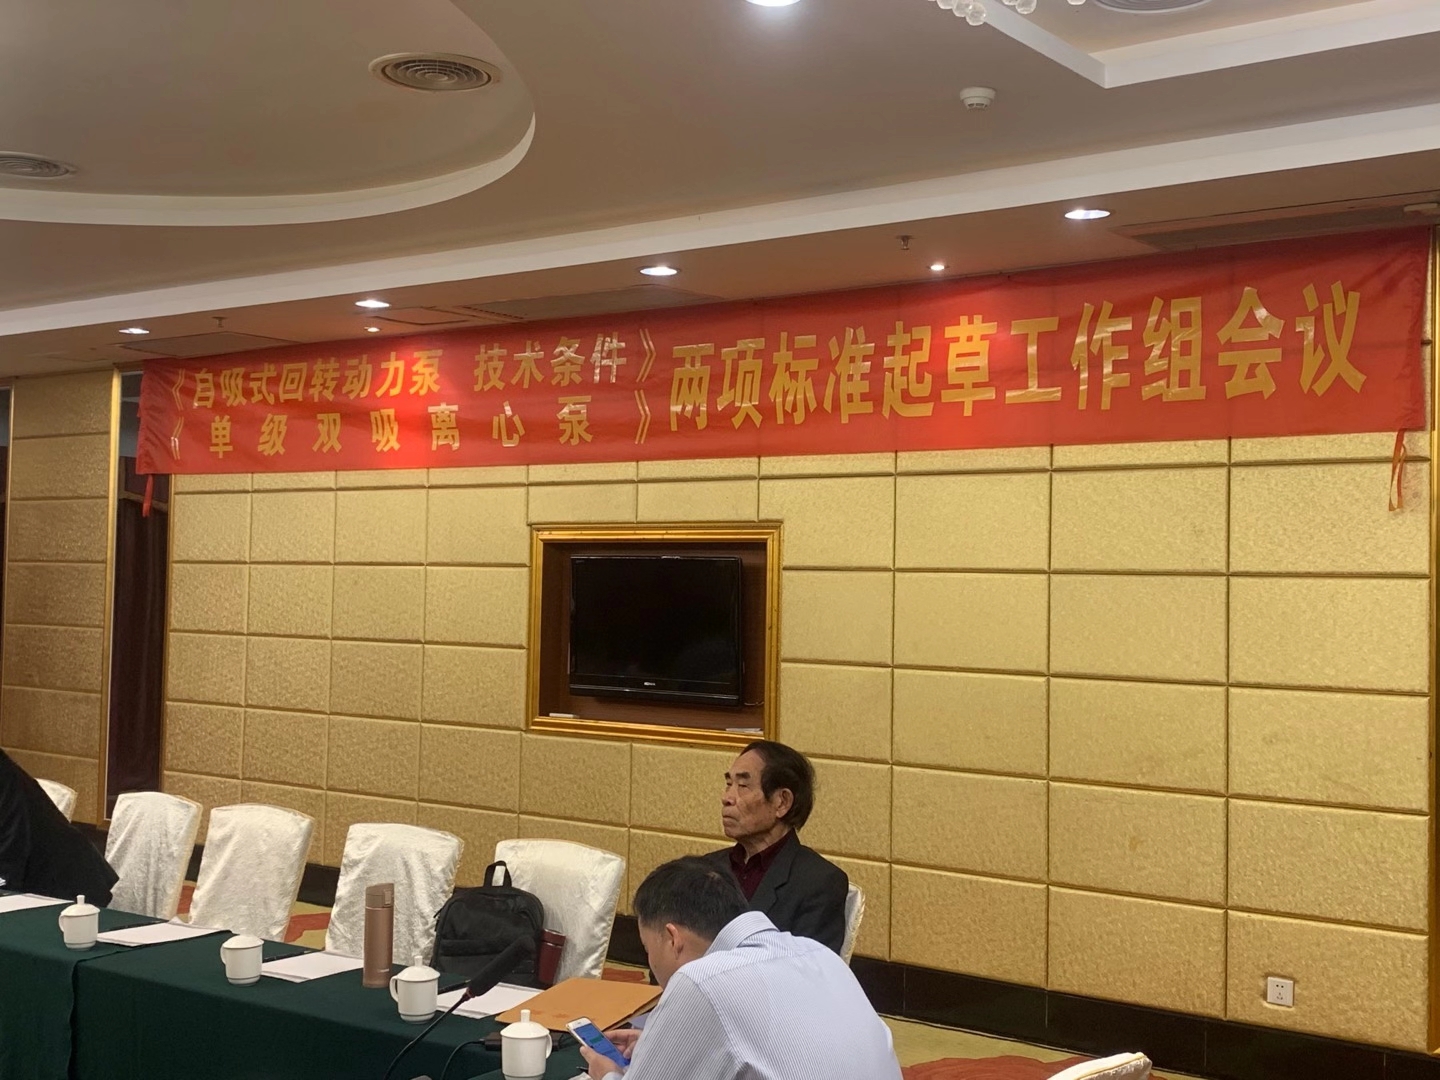 《自吸式回转动力泵 技术条件》
《单级双吸离心泵》
两项标准起草工作组会议